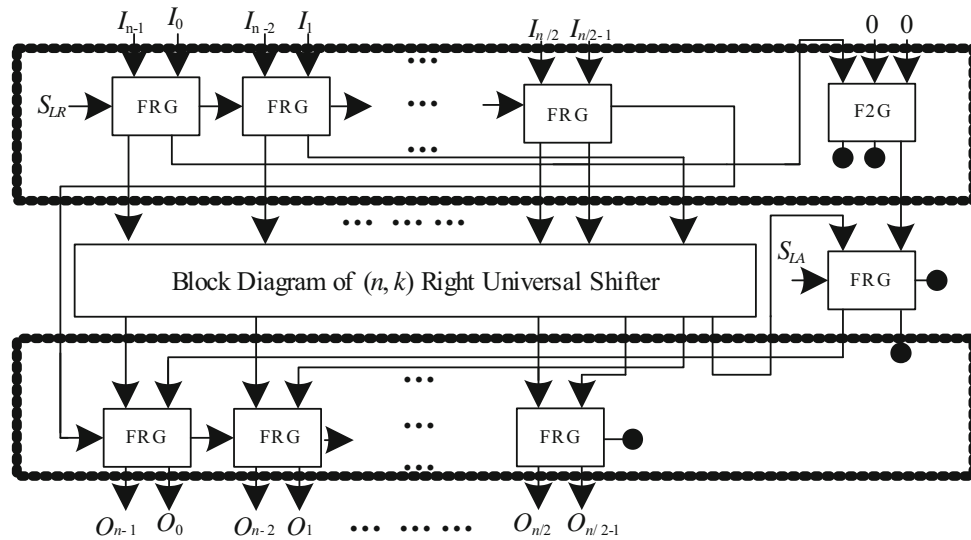 I_{n-1} I_0 I_{n-2} I_1 I_{n/2} I_{n/2-1} 0 0
...
S_{LR} FRG FRG ... FRG F2G
...
... ... ...
S_{LA} FRG
Block Diagram of (n, k) Right Universal Shifter
...
FRG FRG ... FRG
...
O_{n-1} O_0 O_{n-2} O_1 ... ... ... O_{n/2} O_{n/2-1}